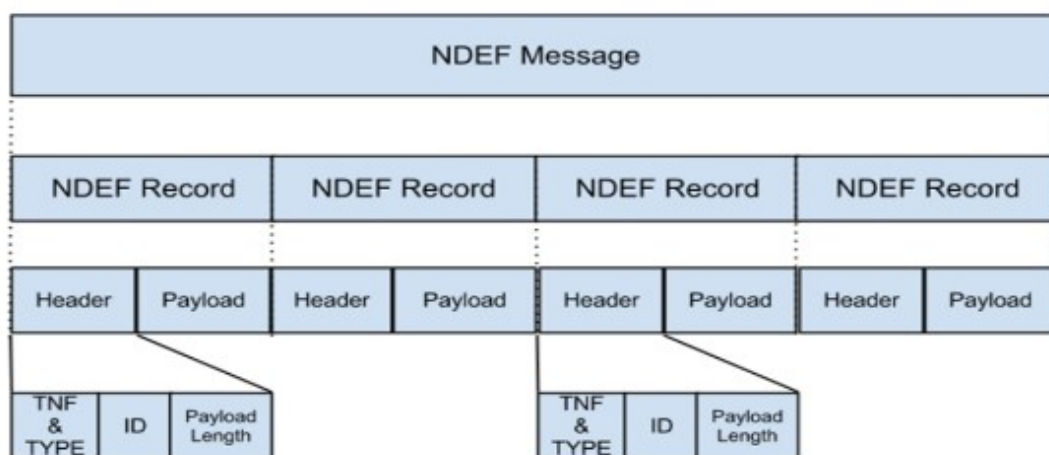 NDEF Message
NDEF Record NDEF Record NDEF Record NDEF Record
Header Payload Header Payload Header Payload Header Payload
TNF
&
TYPE
ID
Payload
Length
TNF
&
TYPE
ID
Payload
Length